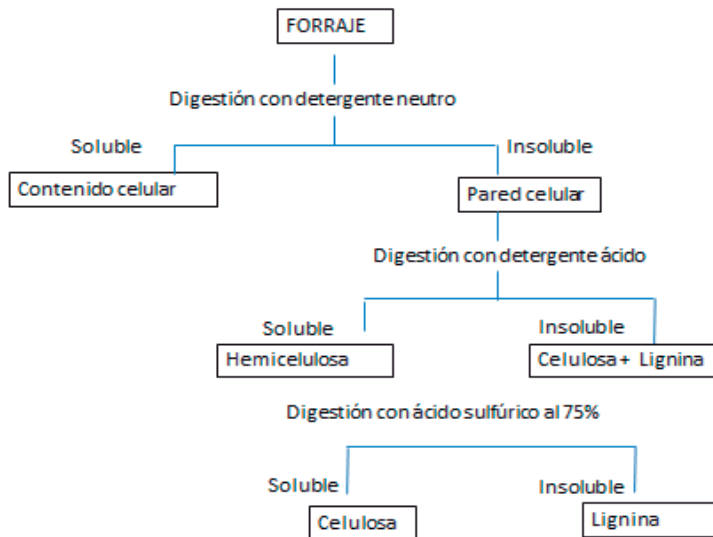 FORRAJE
Digestión con detergente neutro
Soluble
Insoluble
Contenido celular
Pared celular
Digestión con detergente ácido
Soluble
Insoluble
Hemicelulosa
Celulosa + Lignina
Digestión con ácido sulfúrico al 75%
Soluble
Insoluble
Celulosa
Lignina